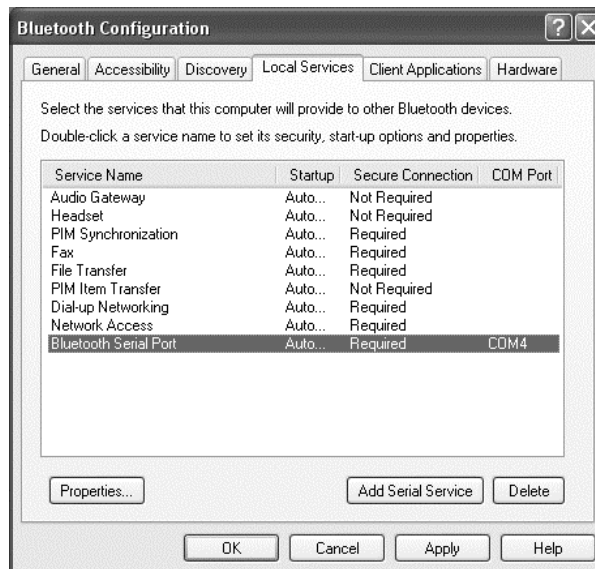 Bluetooth Configuration
General Accessibility Discovery Local Services Client Applications Hardware
Select the services that this computer will provide to other Bluetooth devices.
Double-click a service name to set its security, start-up options and properties.
Service Name Startup Secure Connection COM Port
Audio Gateway Auto... Not Required
Headset Auto... Not Required
PIM Synchronization Auto... Required
Fax Auto... Required
File Transfer Auto... Required
PIM Item Transfer Auto... Not Required
Dial-up Networking Auto... Required
Network Access Auto... Required
Bluetooth Serial Port Auto... Required COM4
Properties... Add Serial Service Delete
OK Cancel Apply Help